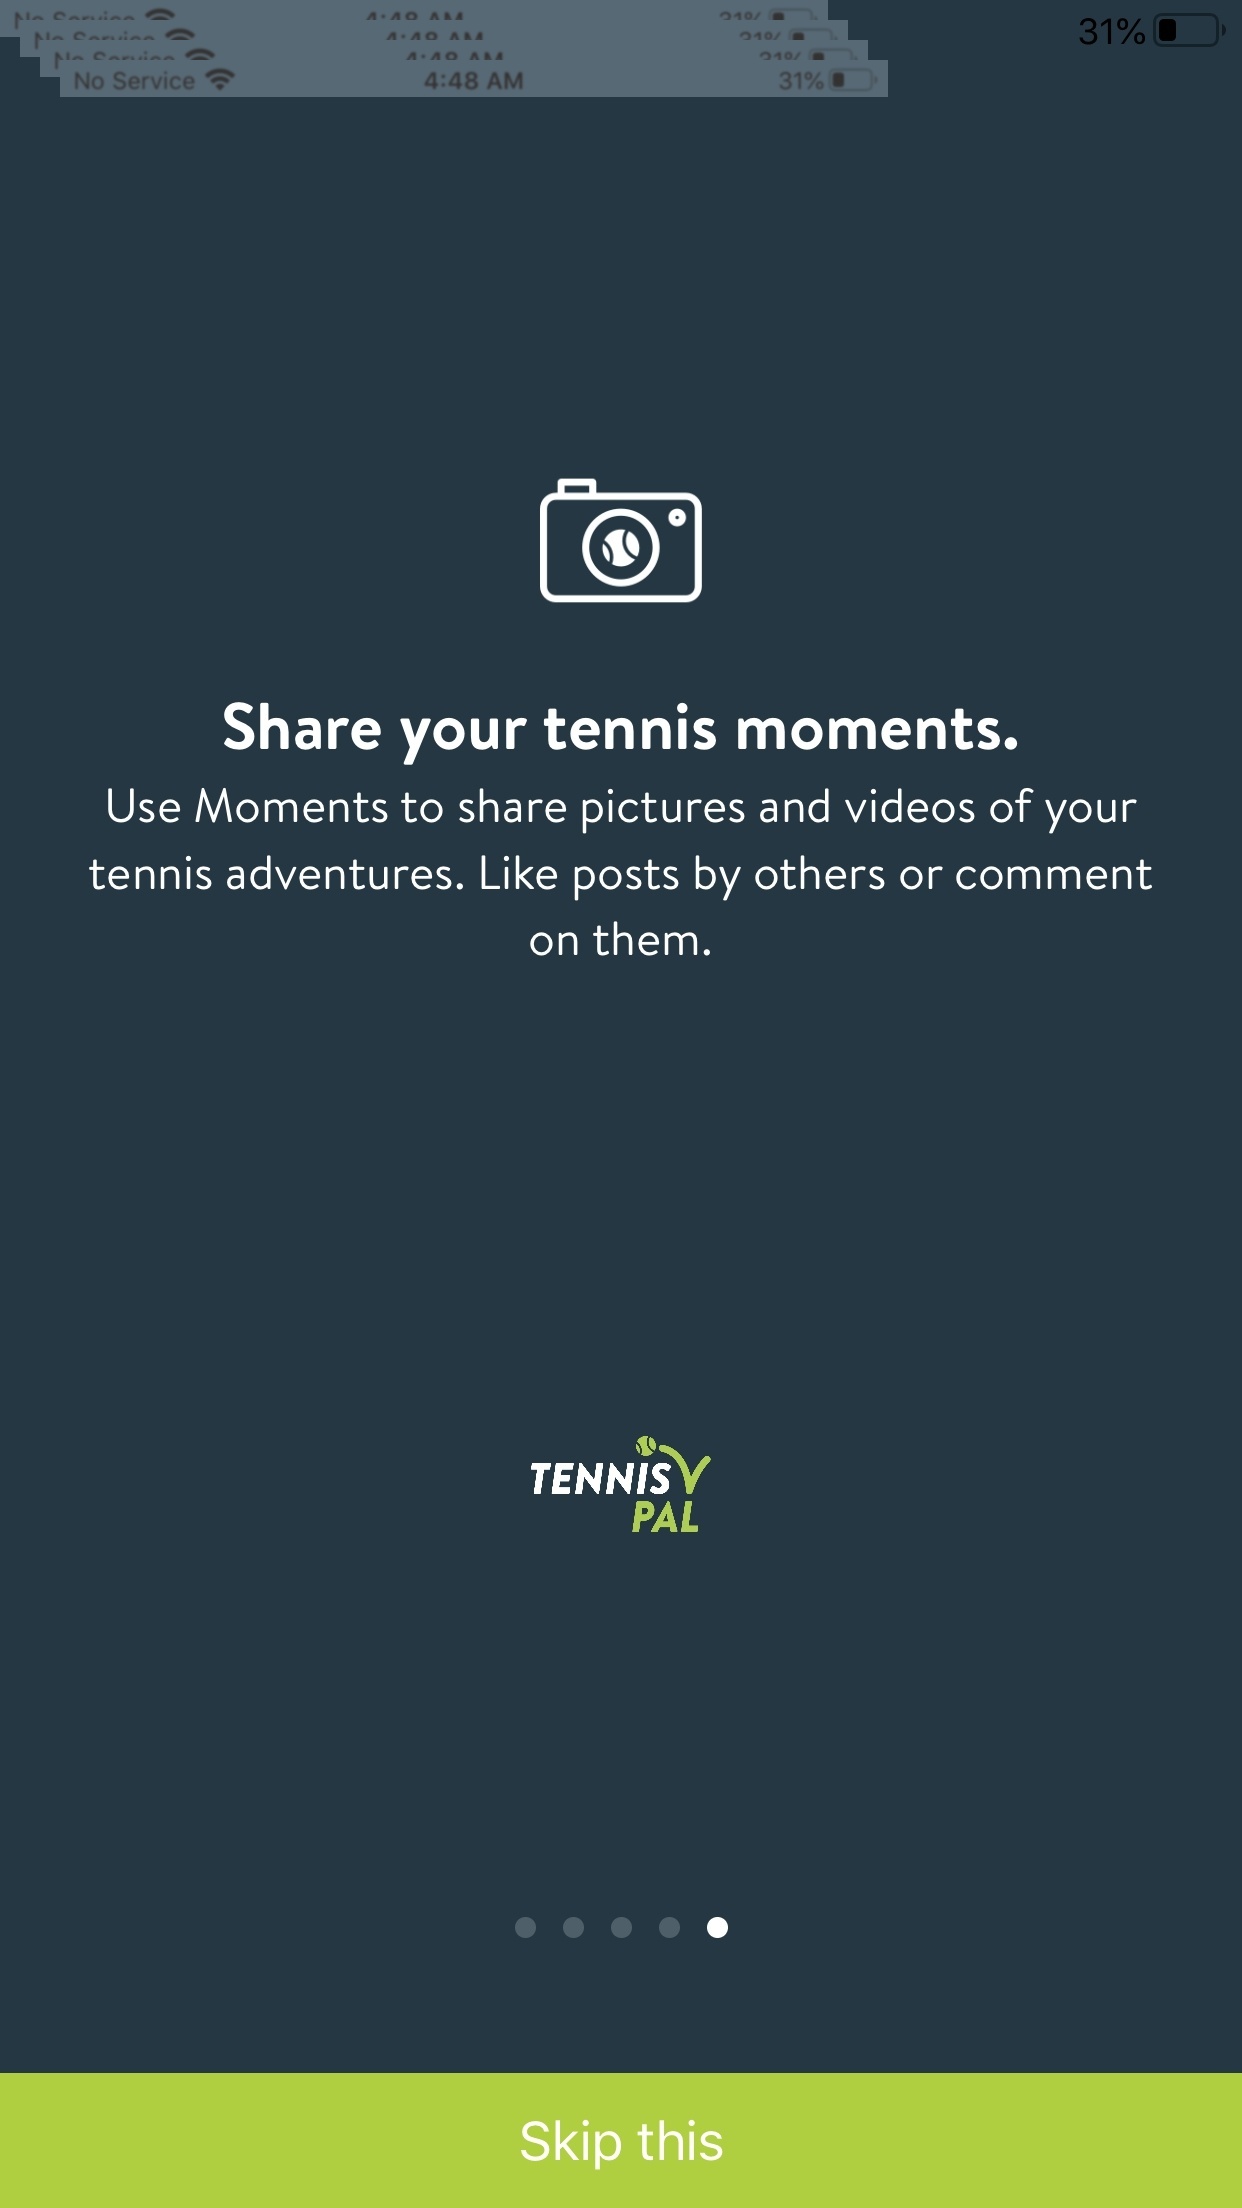 31%
No Service 4:48 AM 31%
Share your tennis moments.
Use Moments to share pictures and videos of your
tennis adventures. Like posts by others or comment
on them.
TENNIS
PAL
Skip this